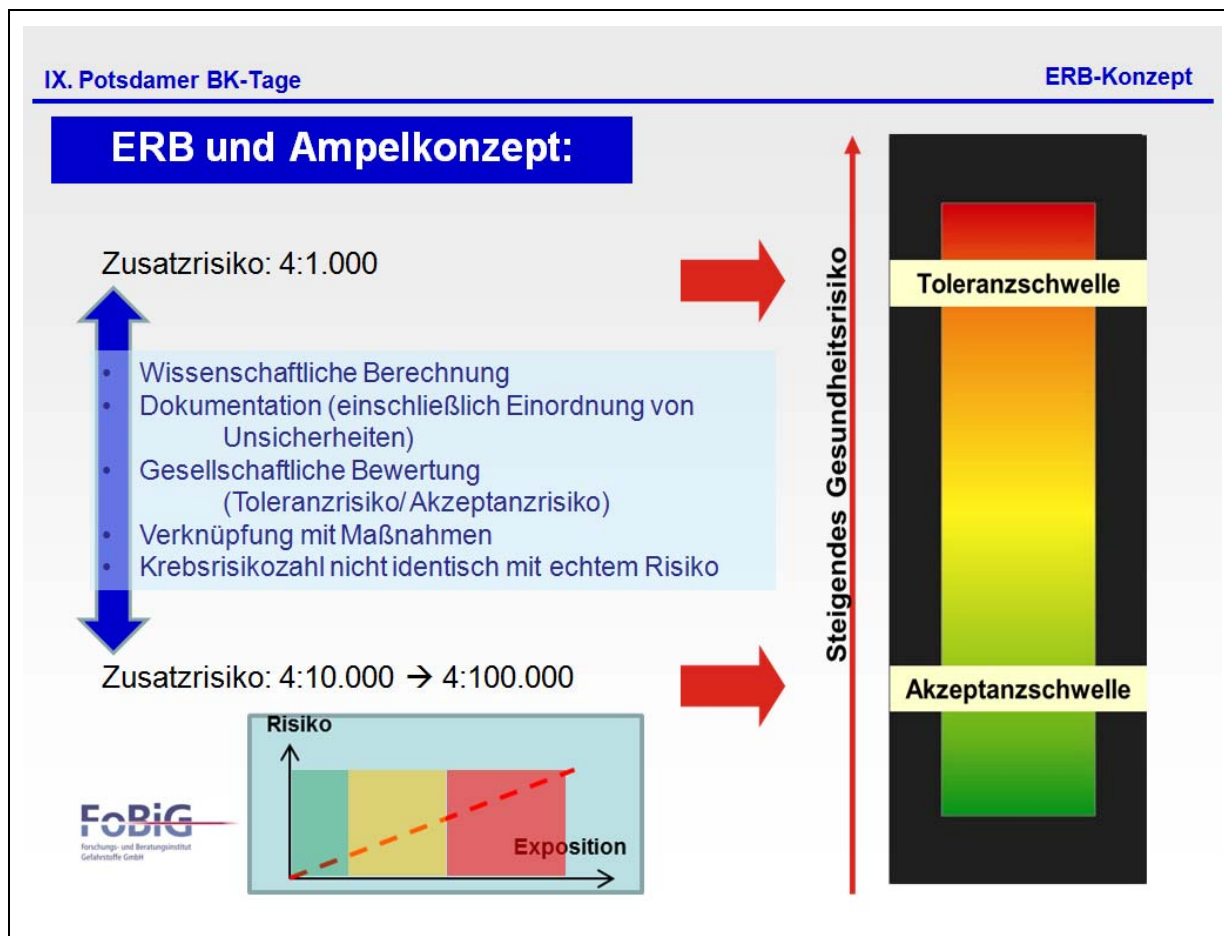 IX. Potsdamer BK-Tage
ERB-Konzept
ERB und Ampelkonzept:
Zusatzrisiko: 4:1.000
• Wissenschaftliche Berechnung
• Dokumentation (einschließlich Einordnung von
Unsicherheiten)
• Gesellschaftliche Bewertung
(Toleranzrisiko/ Akzeptanzrisiko)
• Verknüpfung mit Maßnahmen
• Krebsrisikozahl nicht identisch mit echtem Risiko
Zusatzrisiko: 4:10.000 → 4:100.000
Steigendes Gesundheitsrisiko
Toleranzschwelle
Akzeptanzschwelle
Risiko
Exposition
FoBiG
Forschungs- und Beratungsinstitut
Gefahrstoffe GmbH